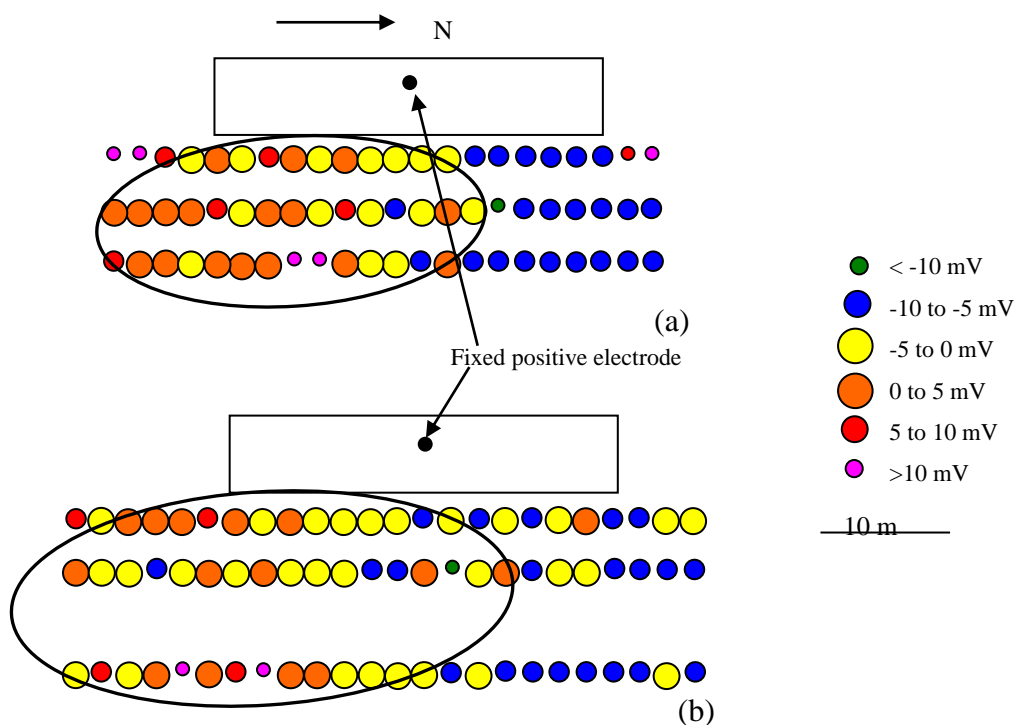 N
(a)
Fixed positive electrode
(b)
< -10 mV
-10 to -5 mV
-5 to 0 mV
0 to 5 mV
5 to 10 mV
>10 mV
10 m